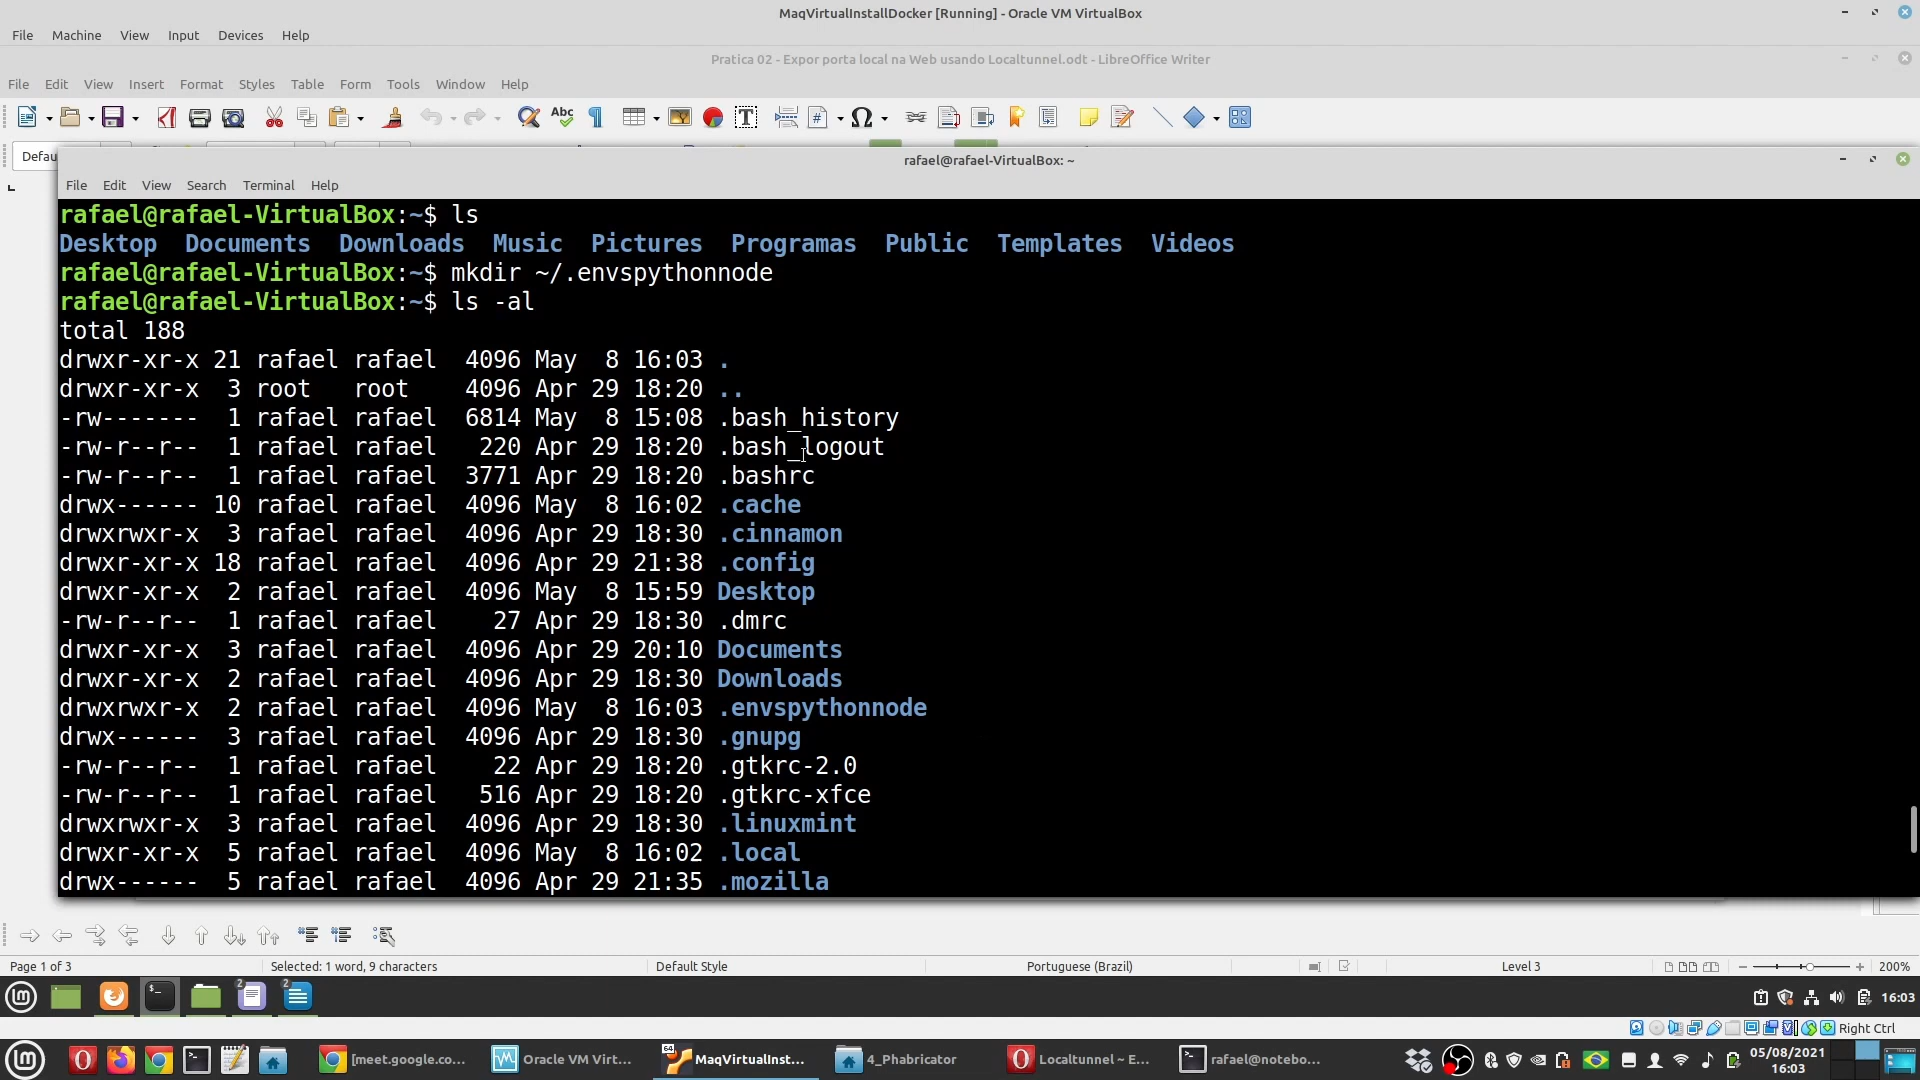 MaqVirtualInstallDocker [Running] - Oracle VM VirtualBox
File Machine View Input Devices Help
Pratica 02 - Expor porta local na Web usando Localtunnel.odt - LibreOffice Writer
File Edit View Insert Format Styles Table Form Tools Window Help
Defau
rafael@rafael-VirtualBox: ~
File Edit View Search Terminal Help
rafael@rafael-VirtualBox:~$ ls
Desktop Documents Downloads Music Pictures Programas Public Templates Videos
rafael@rafael-VirtualBox:~$ mkdir ~/.envspythonnode
rafael@rafael-VirtualBox:~$ ls -al
total 188
drwxr-xr-x 21 rafael rafael 4096 May 8 16:03 .
drwxr-xr-x 3 root root 4096 Apr 29 18:20 ..
-rw------- 1 rafael rafael 6814 May 8 15:08 .bash_history
-rw-r--r-- 1 rafael rafael 220 Apr 29 18:20 .bash_logout
-rw-r--r-- 1 rafael rafael 3771 Apr 29 18:20 .bashrc
drwx------ 10 rafael rafael 4096 May 8 16:02 .cache
drwxrwxr-x 3 rafael rafael 4096 Apr 29 18:30 .cinnamon
drwxr-xr-x 18 rafael rafael 4096 Apr 29 21:38 .config
drwxr-xr-x 2 rafael rafael 4096 May 8 15:59 Desktop
-rw-r--r-- 1 rafael rafael 27 Apr 29 18:30 .dmrc
drwxr-xr-x 3 rafael rafael 4096 Apr 29 20:10 Documents
drwxr-xr-x 2 rafael rafael 4096 Apr 29 18:30 Downloads
drwxrwxr-x 2 rafael rafael 4096 May 8 16:03 .envspythonnode
drwx------ 3 rafael rafael 4096 Apr 29 18:30 .gnupg
-rw-r--r-- 1 rafael rafael 22 Apr 29 18:20 .gtkrc-2.0
-rw-r--r-- 1 rafael rafael 516 Apr 29 18:20 .gtkrc-xfce
drwxrwxr-x 3 rafael rafael 4096 Apr 29 18:30 .linuxmint
drwxr-xr-x 5 rafael rafael 4096 May 8 16:02 .local
drwx------ 5 rafael rafael 4096 Apr 29 21:35 .mozilla
Page 1 of 3 Selected: 1 word, 9 characters Default Style Portuguese (Brazil) Level 3 200%
2 2 16:03
Right Ctrl
[meet.google.co... Oracle VM Virt... MaqVirtualInst... 4_Phabricator Localtunnel ~ E... rafael@notebo... 05/08/2021
16:03